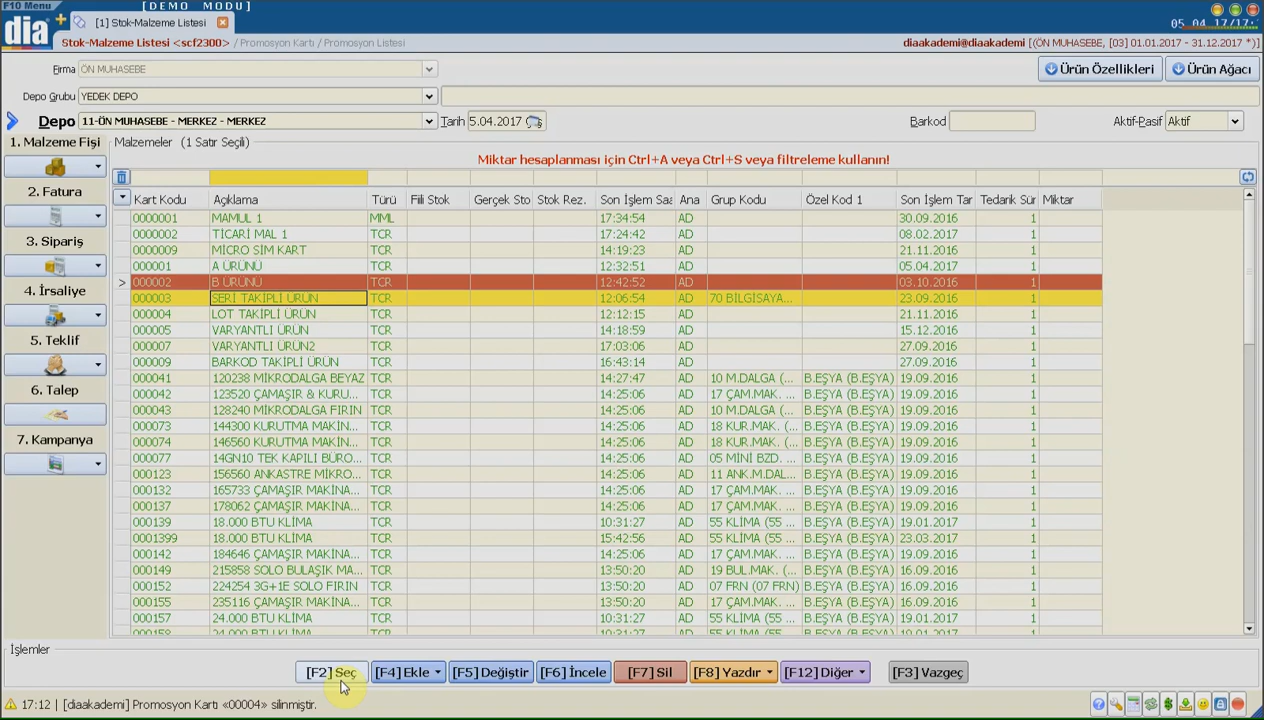 F10 Menu
[DEMO MODU]
dia
[1] Stok-Malzeme Listesi
05 04 17/17:
Stok-Malzeme Listesi <scf2300> / Promosyon Kartı / Promosyon Listesi
diaakademi@diaakademi [(ÖN MUHASEBE, [03] 01.01.2017 - 31.12.2017 *)]
Firma ÖN MUHASEBE
Ürün Özellikleri Ürün Ağacı
Depo Grubu YEDEK DEPO
Depo 11-ÖN MUHASEBE - MERKEZ - MERKEZ Tarih 5.04.2017 Barkod Aktif-Pasif Aktif
1. Malzeme Fişi
2. Fatura
3. Sipariş
4. İrsaliye
5. Teklif
6. Talep
7. Kampanya
Malzemeler (1 Satır Seçili)
Miktar hesaplanması için Ctrl+A veya Ctrl+S veya filtreleme kullanın!
Kart Kodu Açıklama Türü Fiili Stok Gerçek Sto Stok Rez. Son İşlem Saa Ana Grup Kodu Özel Kod 1 Son İşlem Tar Tedarik Sür Miktar
0000001 MAMUL 1 MML 17:34:54 AD 30.09.2016 1
0000002 TİCARİ MAL 1 TCR 17:24:42 AD 08.02.2017 1
0000009 MİCRO SİM KART TCR 14:19:23 AD 21.11.2016 1
000001 A ÜRÜNÜ TCR 12:32:51 AD 05.04.2017 1
> 000002 B ÜRÜNÜ TCR 12:42:52 AD 03.10.2016 1
000003 SERİ TAKİPLİ ÜRÜN TCR 12:06:54 AD 70 BİLGİSAYA... 23.09.2016 1
000004 LOT TAKİPLİ ÜRÜN TCR 12:12:15 AD 21.11.2016 1
000005 VARYANTLI ÜRÜN TCR 14:18:59 AD 15.12.2016 1
000007 VARYANTLI ÜRÜN2 TCR 17:03:06 AD 27.09.2016 1
000009 BARKOD TAKİPLİ ÜRÜN TCR 16:43:14 AD 27.09.2016 1
000041 120238 MİKRODALGA BEYAZ TCR 14:27:47 AD 10 M.DALGA (... B.EŞYA (B.EŞYA) 19.09.2016 1
000042 123520 ÇAMAŞIR & KURU... TCR 14:25:06 AD 17 ÇAM.MAK. ... B.EŞYA (B.EŞYA) 19.09.2016 1
000043 128240 MİKRODALGA FIRIN TCR 14:25:06 AD 10 M.DALGA (... B.EŞYA (B.EŞYA) 19.09.2016 1
000073 144300 KURUTMA MAKİN... TCR 14:25:06 AD 18 KUR.MAK. (... B.EŞYA (B.EŞYA) 19.09.2016 1
000074 146560 KURUTMA MAKİN... TCR 14:25:06 AD 18 KUR.MAK. (... B.EŞYA (B.EŞYA) 19.09.2016 1
000077 14GN10 TEK KAPILI BÜRO... TCR 14:25:06 AD 05 MİNİ BZD. ... B.EŞYA (B.EŞYA) 19.09.2016 1
000123 156560 ANKASTRE MİKRO... TCR 14:25:06 AD 11 ANK.M.DAL... B.EŞYA (B.EŞYA) 19.09.2016 1
000132 165733 ÇAMAŞIR MAKİNA... TCR 14:25:06 AD 17 ÇAM.MAK. ... B.EŞYA (B.EŞYA) 19.09.2016 1
000137 178062 ÇAMAŞIR MAKİNA... TCR 14:25:06 AD 17 ÇAM.MAK. ... B.EŞYA (B.EŞYA) 19.09.2016 1
000139 18.000 BTU KLİMA TCR 10:31:27 AD 55 KLİMA (55 ... B.EŞYA (B.EŞYA) 19.01.2017 1
0001399 18.000 BTU KLİMA TCR 15:42:56 AD 55 KLİMA (55 ... B.EŞYA (B.EŞYA) 23.03.2017 1
000142 184646 ÇAMAŞIR MAKİNA... TCR 14:25:06 AD 17 ÇAM.MAK. ... B.EŞYA (B.EŞYA) 19.09.2016 1
000149 215858 SOLO BULAŞIK MA... TCR 13:50:20 AD 19 BUL.MAK. (... B.EŞYA (B.EŞYA) 16.09.2016 1
000152 224254 3G+1E SOLO FIRIN TCR 13:50:20 AD 07 FRN (07 FRN) B.EŞYA (B.EŞYA) 16.09.2016 1
000155 235116 ÇAMAŞIR MAKİNA... TCR 13:50:20 AD 17 ÇAM.MAK. ... B.EŞYA (B.EŞYA) 16.09.2016 1
000157 24.000 BTU KLİMA TCR 10:31:27 AD 55 KLİMA (55 ... B.EŞYA (B.EŞYA) 19.01.2017 1
000158 24.000 BTU KLİMA TCR 10:31:27 AD 55 KLİMA (55 ... B.EŞYA (B.EŞYA) 19.01.2017 1
İşlemler
[F2] Seç [F4] Ekle [F5] Değiştir [F6] İncele [F7] Sil [F8] Yazdır [F12] Diğer [F3] Vazgeç
17:12 | [diaakademi] Promosyon Kartı «00004» silinmiştir.